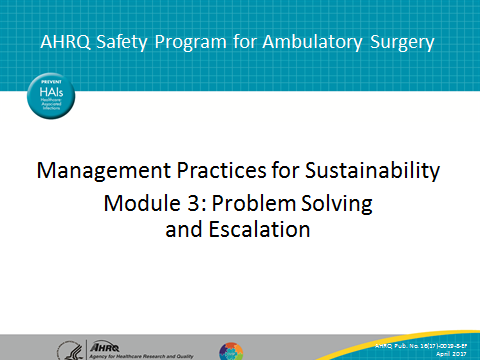 AHRQ Safety Program for Ambulatory Surgery
PREVENT
HAIs
Healthcare
Associated
Infections
Management Practices for Sustainability
Module 3: Problem Solving
and Escalation
AHRQ
Agency for Healthcare Research and Quality
AHRQ Pub. No. 16(17)-0019-8-EF
April 2017